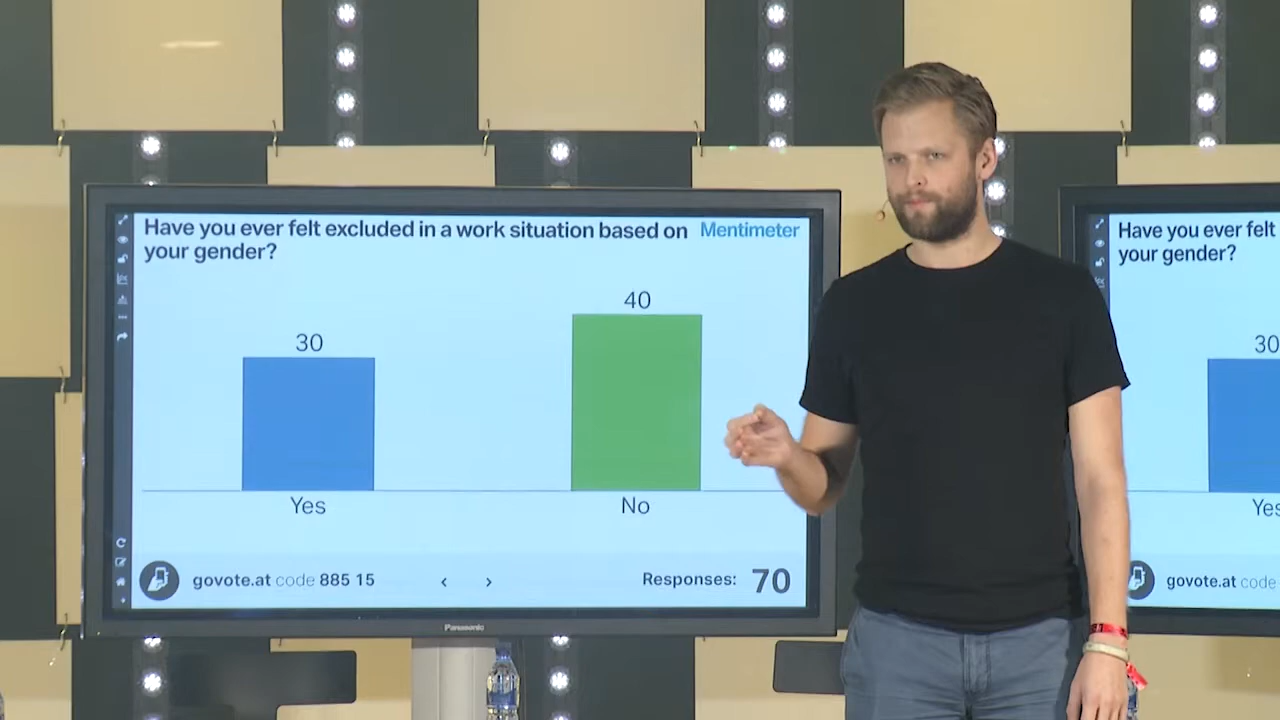 Have you ever felt excluded in a work situation based on
your gender?
Mentimeter
30
40
Yes
No
govote.at code 885 15
Responses: 70
Panasonic
Have you ever felt
your gender?
30
Yes
govote.at code